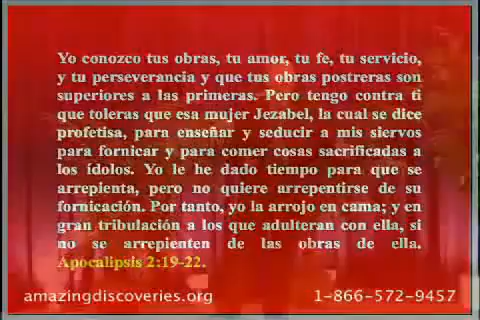 Yo conozco tus obras, tu amor, tu fe, tu servicio,
y tu perseverancia y que tus obras postreras son
superiores a las primeras. Pero tengo contra ti
que toleras que esa mujer Jezabel, la cual se dice
profetisa, para enseñar y seducir a mis siervos
para fornicar y para comer cosas sacrificadas a
los ídolos. Yo le he dado tiempo para que se
arrepienta, pero no quiere arrepentirse de su
fornicación. Por tanto, yo la arrojo en cama; y en
gran tribulación a los que adulteran con ella, si
no se arrepienten de las obras de ella.
Apocalipsis 2:19-22.
amazingdiscoveries.org 1-866-572-9457